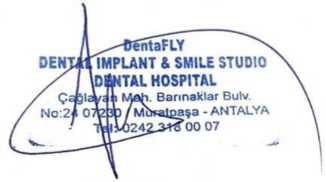 DentaFLY
DENTAL IMPLANT & SMILE STUDIO
DENTAL HOSPITAL
Çağlayan Mah. Barınaklar Bulv.
No:24 07230 / Muratpaşa - ANTALYA
Tel: 0242 318 00 07